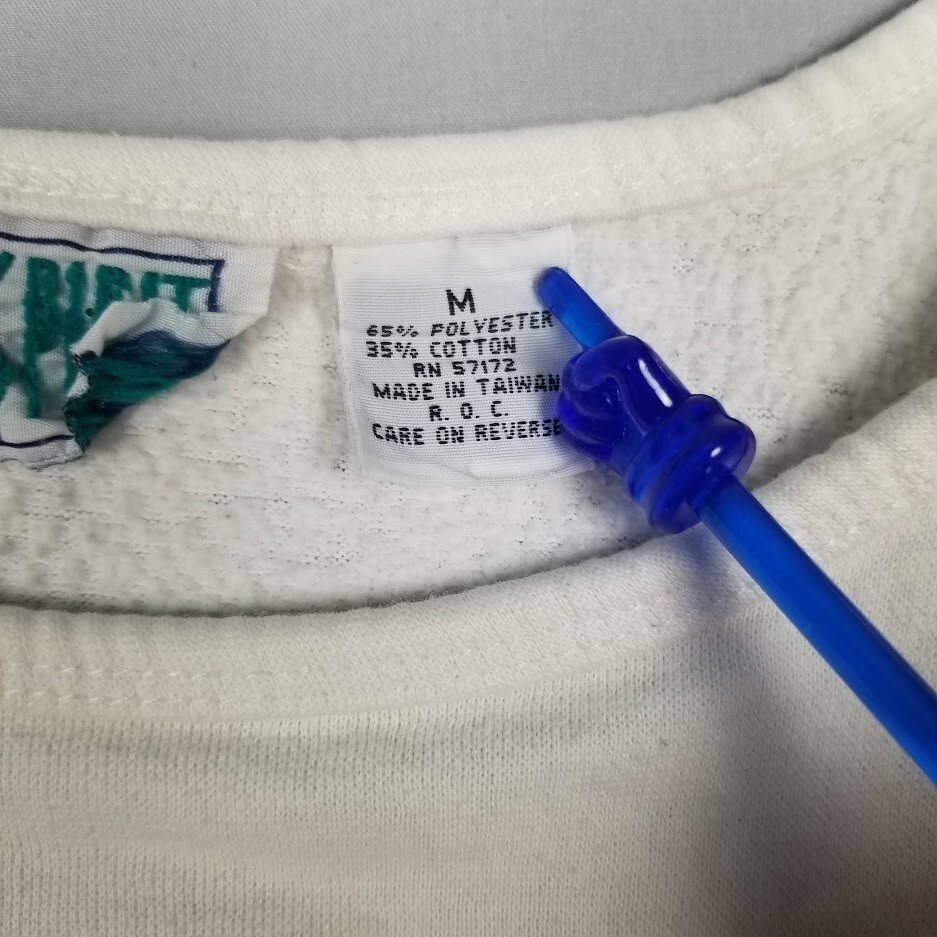 M
65% POLYESTER
35% COTTON
RN 57172
MADE IN TAIWAN
R. O. C.
CARE ON REVERSE